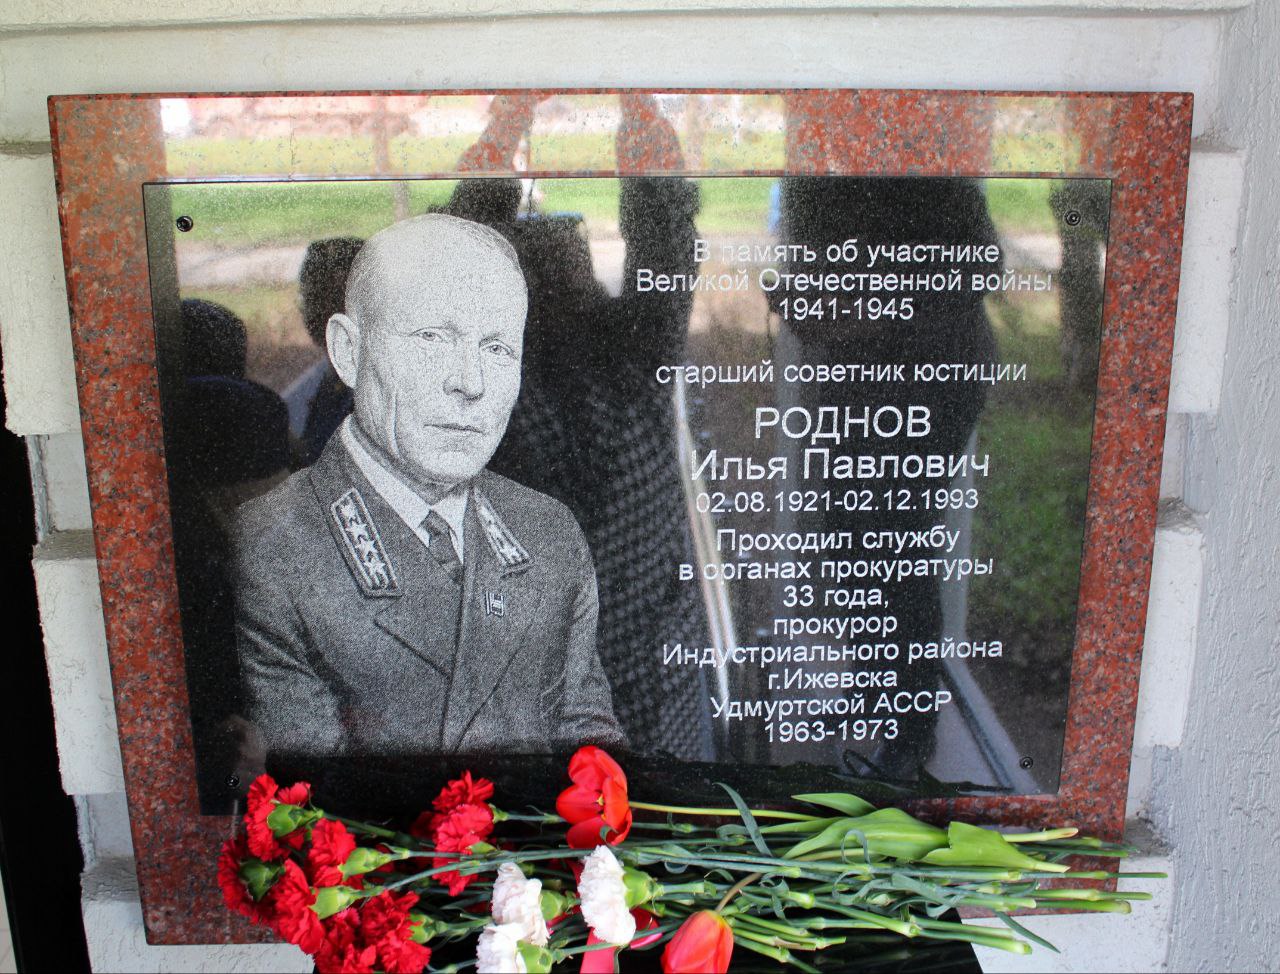 В память об участнике
Великой Отечественной войны
1941-1945
старший советник юстиции
РОДНОВ
Илья Павлович
02.08.1921-02.12.1993
Проходил службу
в органах прокуратуры
33 года,
прокурор
Индустриального района
г.Ижевска
Удмуртской АССР
1963-1973